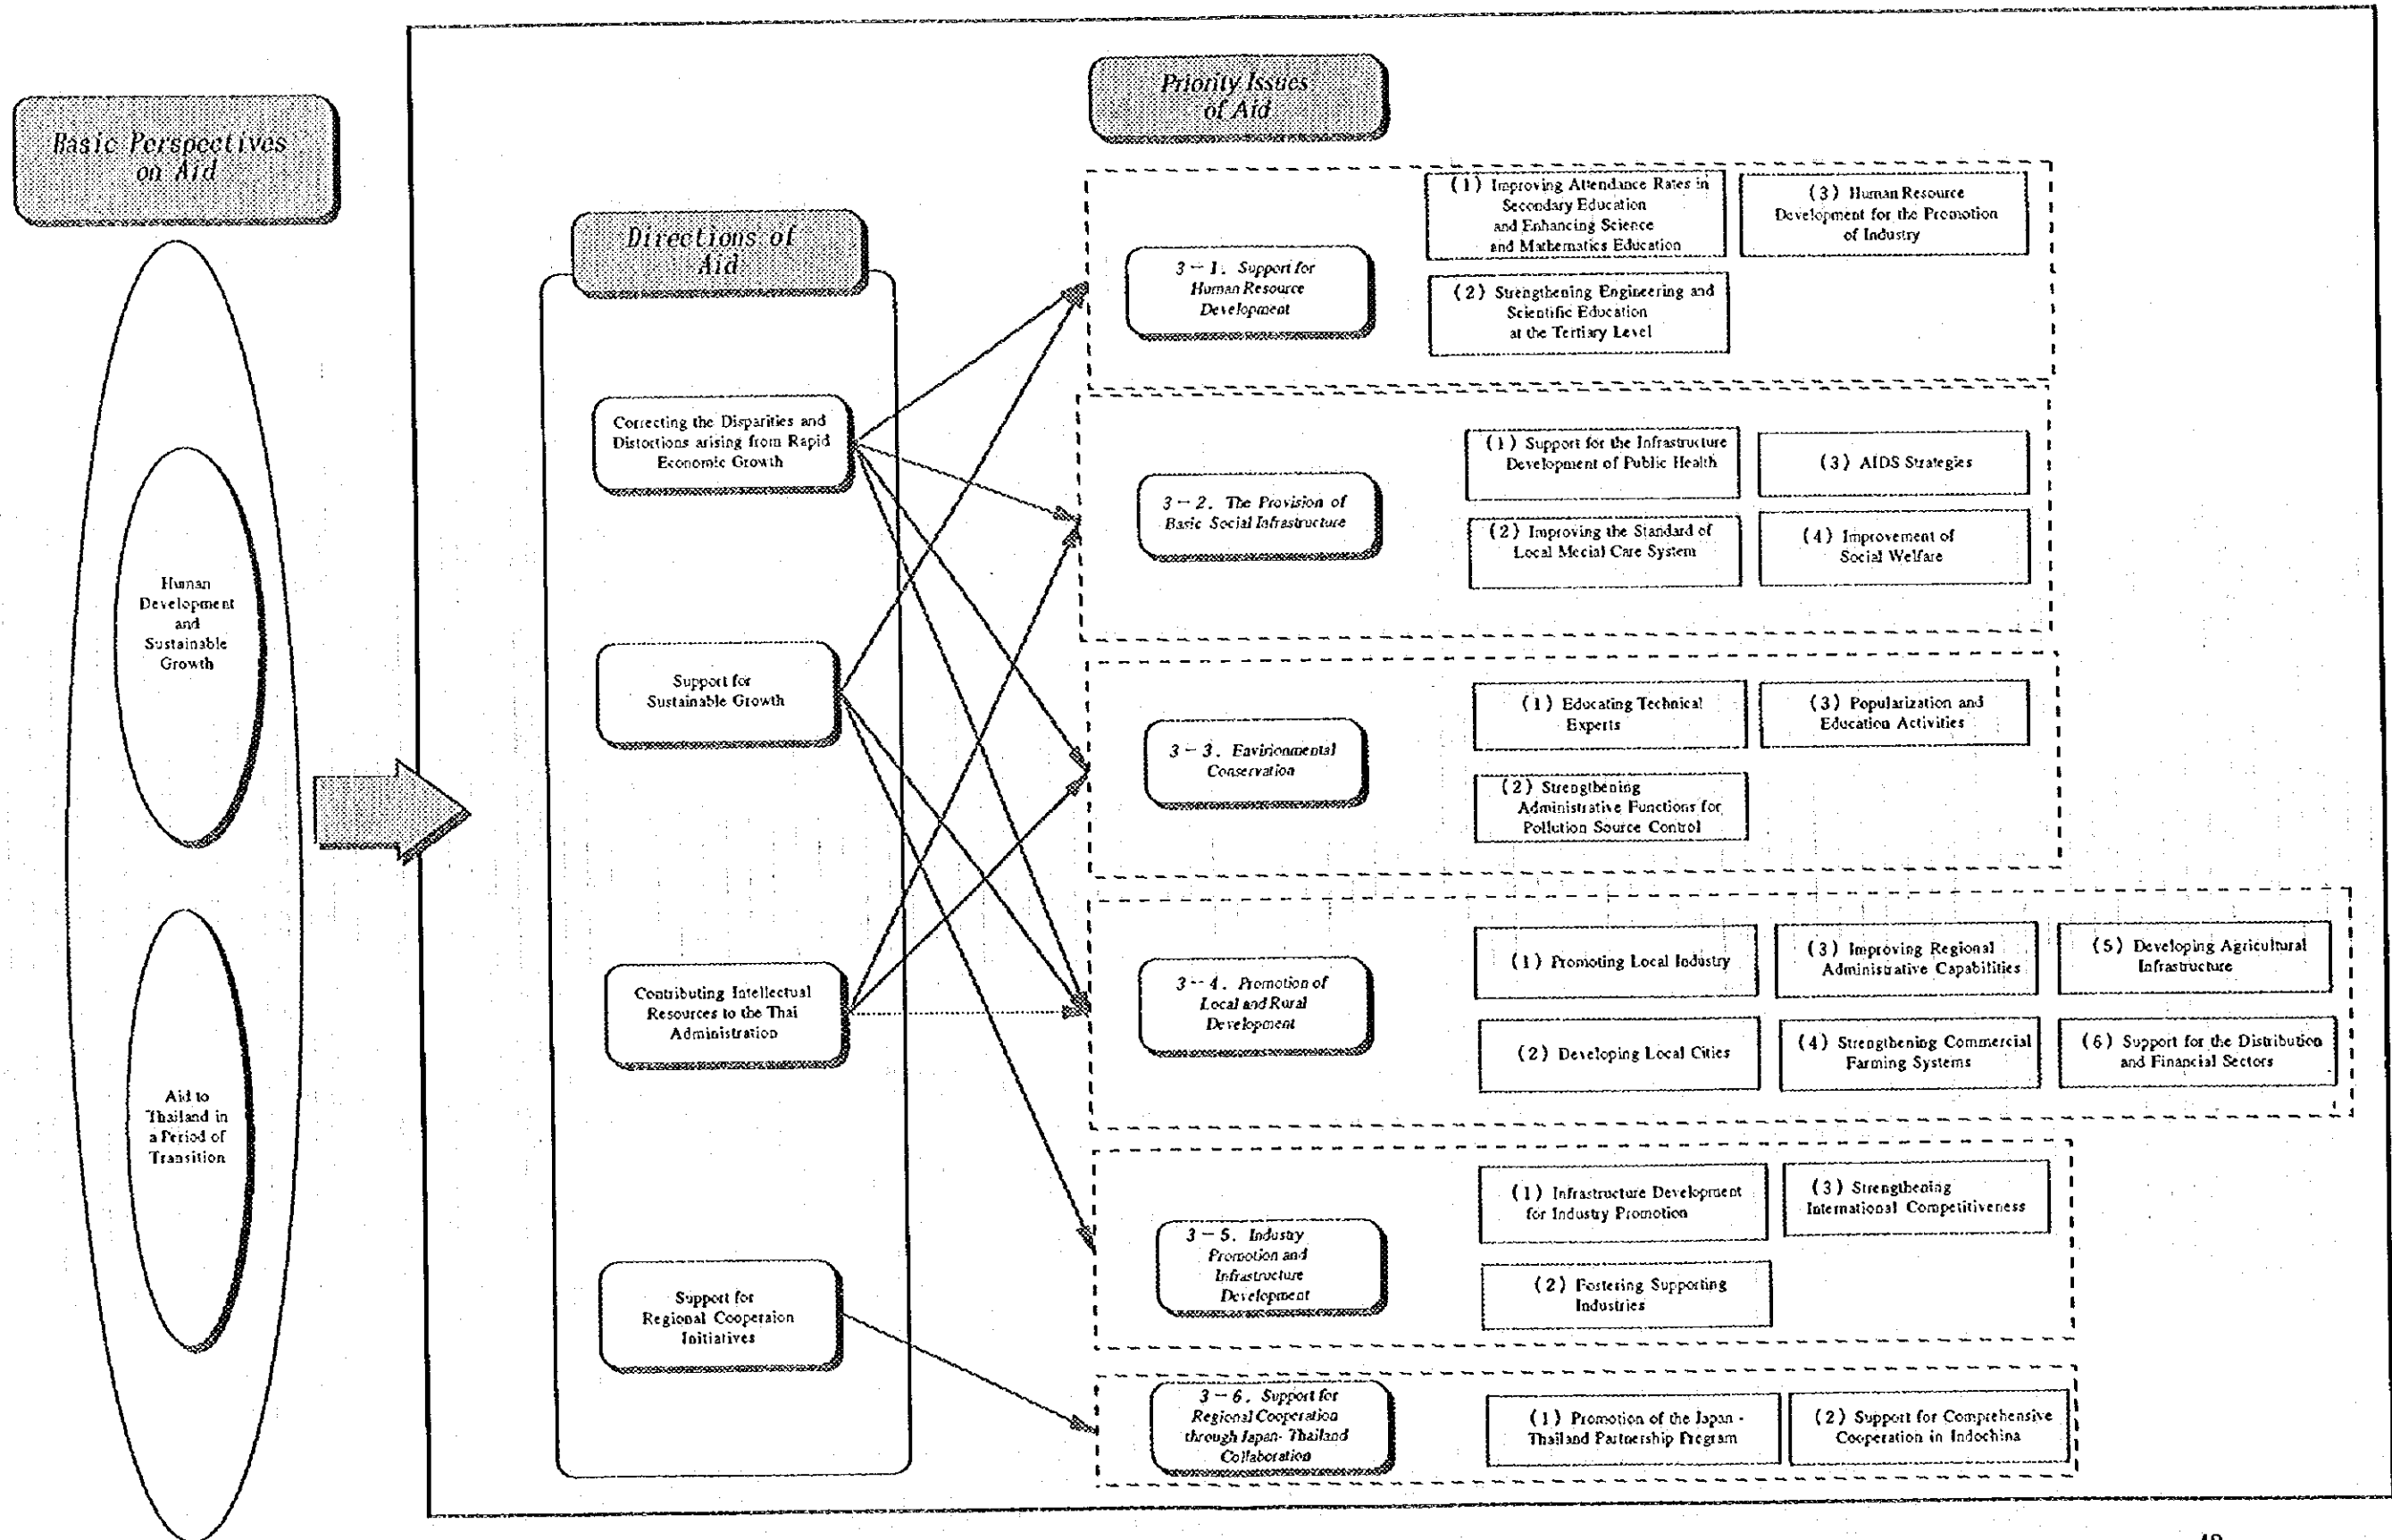 Basic Perspectives
on Aid
Human
Development
and
Sustainable
Growth
Aid to
Thailand in
a Period of
Transition
Directions of
Aid
Correcting the Disparities and
Distortions arising from Rapid
Economic Growth
Support for
Sustainable Growth
Contributing Intellectual
Resources to the Thai
Administration
Support for
Regional Cooperaion
Initiatives
Priority Issues
of Aid
3-1. Support for
Human Resource
Development
(1) Improving Attendance Rates in
Secondary Education
and Enhancing Science
and Mathematics Education
(2) Strengthening Engineering and
Scientific Education
at the Tertiary Level
(3) Human Resource
Development for the Promotion
of Industry
3-2. The Provision of
Basic Social Infrastructure
(1) Support for the Infrastructure
Development of Public Health
(2) Improving the Standard of
Local Mecial Care System
(3) AIDS Strategies
(4) Improvement of
Social Welfare
3-3. Eavirionmental
Conservation
(1) Educating Technical
Experts
(2) Strengthening
Administrative Functions for
Pollution Source Control
(3) Popularization and
Education Activities
3-4. Promotion of
Local and Rural
Development
(1) Promoting Local Industry
(2) Developing Local Cities
(3) Improving Regional
Administrative Capabilities
(4) Strengthening Commercial
Farming Systems
(5) Developing Agricultural
Infrastructure
(6) Support for the Distribution
and Financial Sectors
3-5. Industry
Promotion and
Infrastructure
Development
(1) Infrastructure Development
for Industry Promotion
(2) Fostering Supporting
Industries
(3) Strengthening
International Competitiveness
3-6. Support for
Regional Cooperation
through Japan-Thailand
Collaboration
(1) Promotion of the Japan -
Thailand Partnership Program
(2) Support for Comprehensive
Cooperation in Indochina